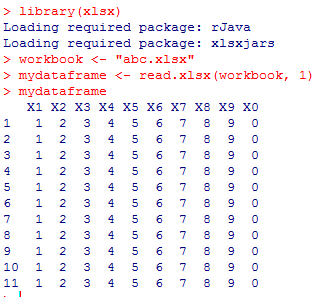 > library(xlsx)
Loading required package: rJava
Loading required package: xlsxjars
> workbook <- "abc.xlsx"
> mydataframe <- read.xlsx(workbook, 1)
> mydataframe
   X1 X2 X3 X4 X5 X6 X7 X8 X9 X0
1   1  2  3  4  5  6  7  8  9  0
2   1  2  3  4  5  6  7  8  9  0
3   1  2  3  4  5  6  7  8  9  0
4   1  2  3  4  5  6  7  8  9  0
5   1  2  3  4  5  6  7  8  9  0
6   1  2  3  4  5  6  7  8  9  0
7   1  2  3  4  5  6  7  8  9  0
8   1  2  3  4  5  6  7  8  9  0
9   1  2  3  4  5  6  7  8  9  0
10  1  2  3  4  5  6  7  8  9  0
11  1  2  3  4  5  6  7  8  9  0
>